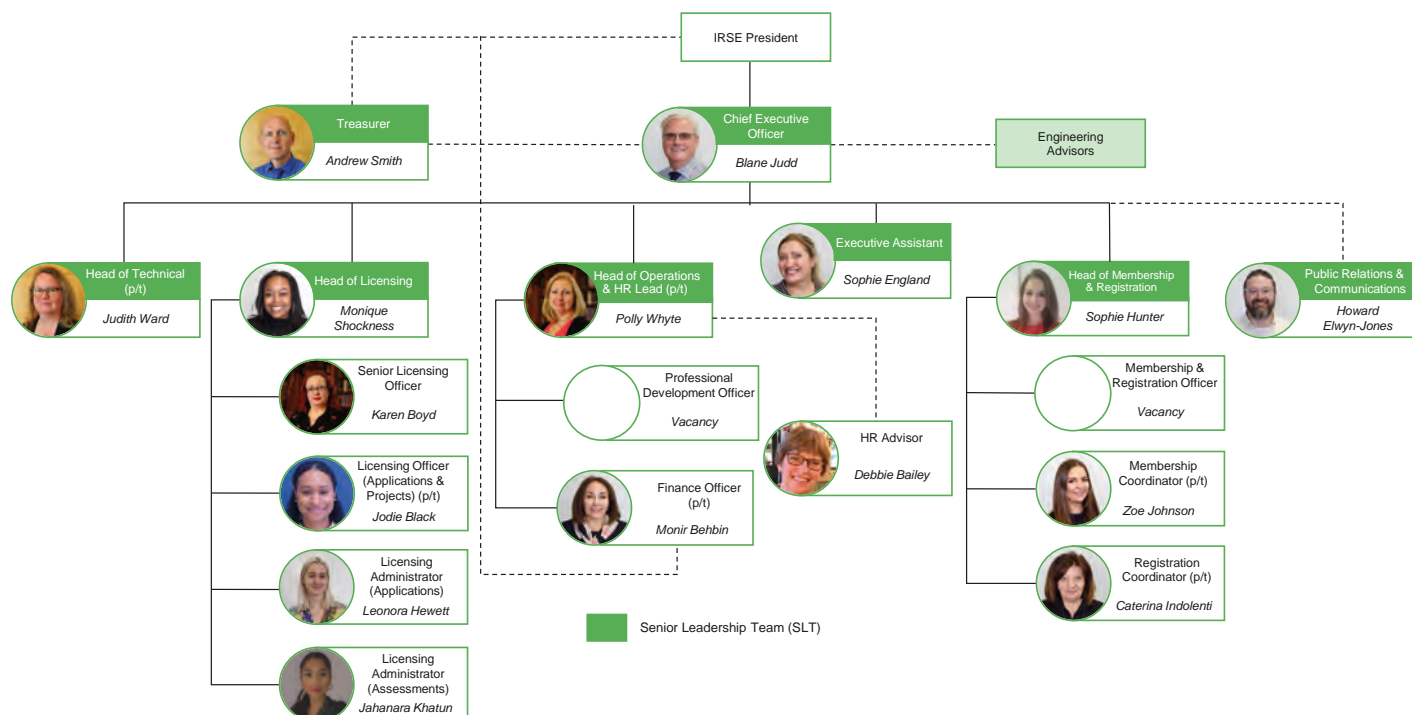 IRSE President
Treasurer
Andrew Smith
Chief Executive
Officer
Blane Judd
Engineering
Advisors
Head of Technical
(p/t)
Judith Ward
Head of Licensing
Monique
Shockness
Head of Operations
& HR Lead (p/t)
Polly Whyte
Executive Assistant
Sophie England
Head of Membership
& Registration
Sophie Hunter
Public Relations &
Communications
Howard
Elwyn-Jones
Senior Licensing
Officer
Karen Boyd
Licensing Officer
(Applications &
Projects) (p/t)
Jodie Black
Licensing
Administrator
(Applications)
Leonora Hewett
Licensing
Administrator
(Assessments)
Jahanara Khatun
Professional
Development Officer
Vacancy
Finance Officer
(p/t)
Monir Behbin
HR Advisor
Debbie Bailey
Membership &
Registration Officer
Vacancy
Membership
Coordinator (p/t)
Zoe Johnson
Registration
Coordinator (p/t)
Caterina Indolenti
Senior Leadership Team (SLT)